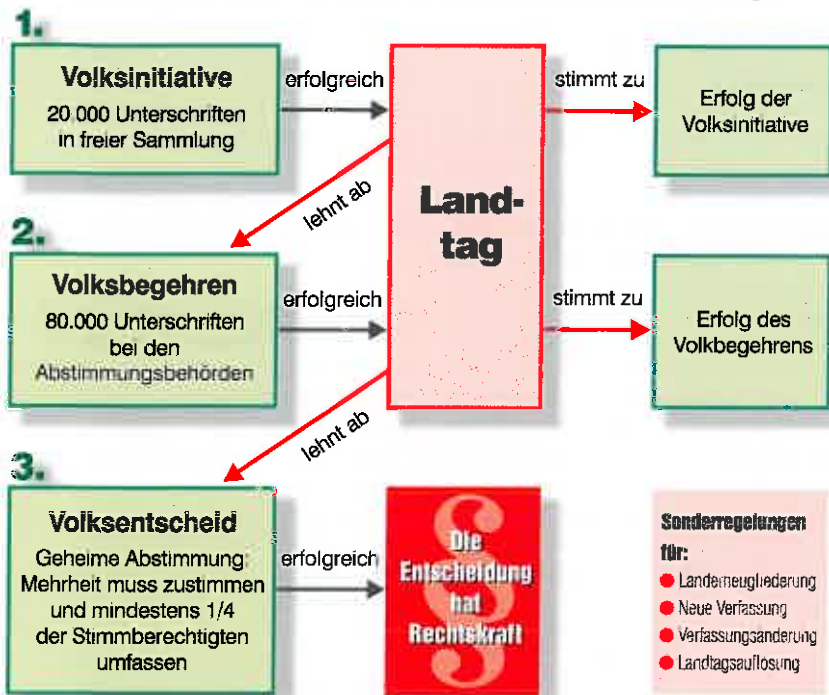 1.
Volksinitiative
20.000 Unterschriften
in freier Sammlung
erfolgreich
stimmt zu
Erfolg der
Volksinitiative
lehnt ab
Land-
tag
2.
Volksbegehren
80.000 Unterschriften
bei den
Abstimmungsbehörden
erfolgreich
stimmt zu
Erfolg des
Volkbegehrens
lehnt ab
3.
Volksentscheid
Geheime Abstimmung:
Mehrheit muss zustimmen
und mindestens 1/4
der Stimmberechtigten
umfassen
erfolgreich
§
Die
Entscheidung
hat
Rechtskraft
Sonderregelungen
für:
Länderneugliederung
Neue Verfassung
Verfassungsänderung
Landtagsauflösung